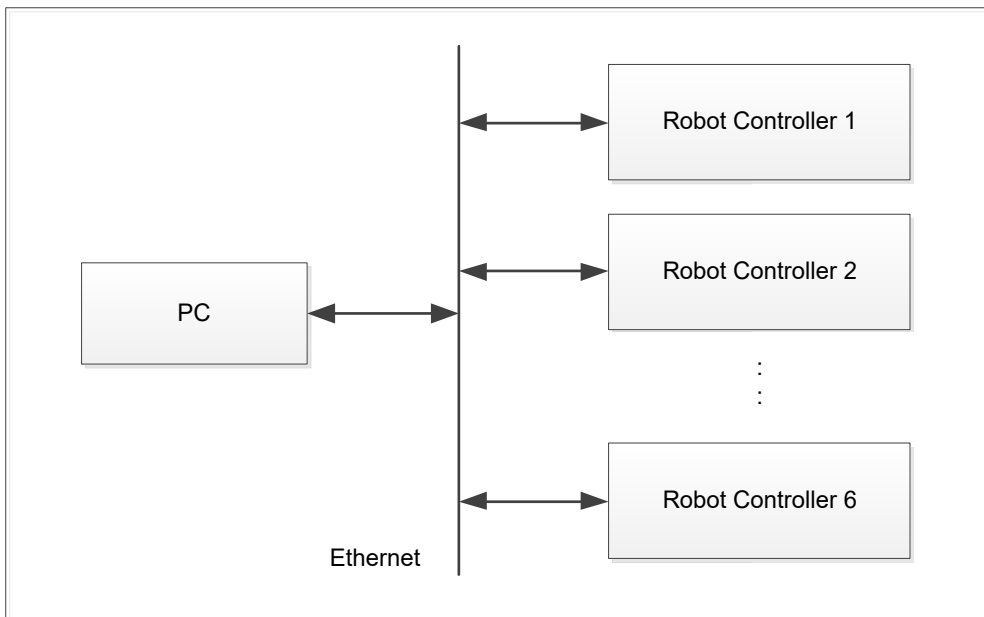 Robot Controller 1
Robot Controller 2
PC
:
:
Robot Controller 6
Ethernet